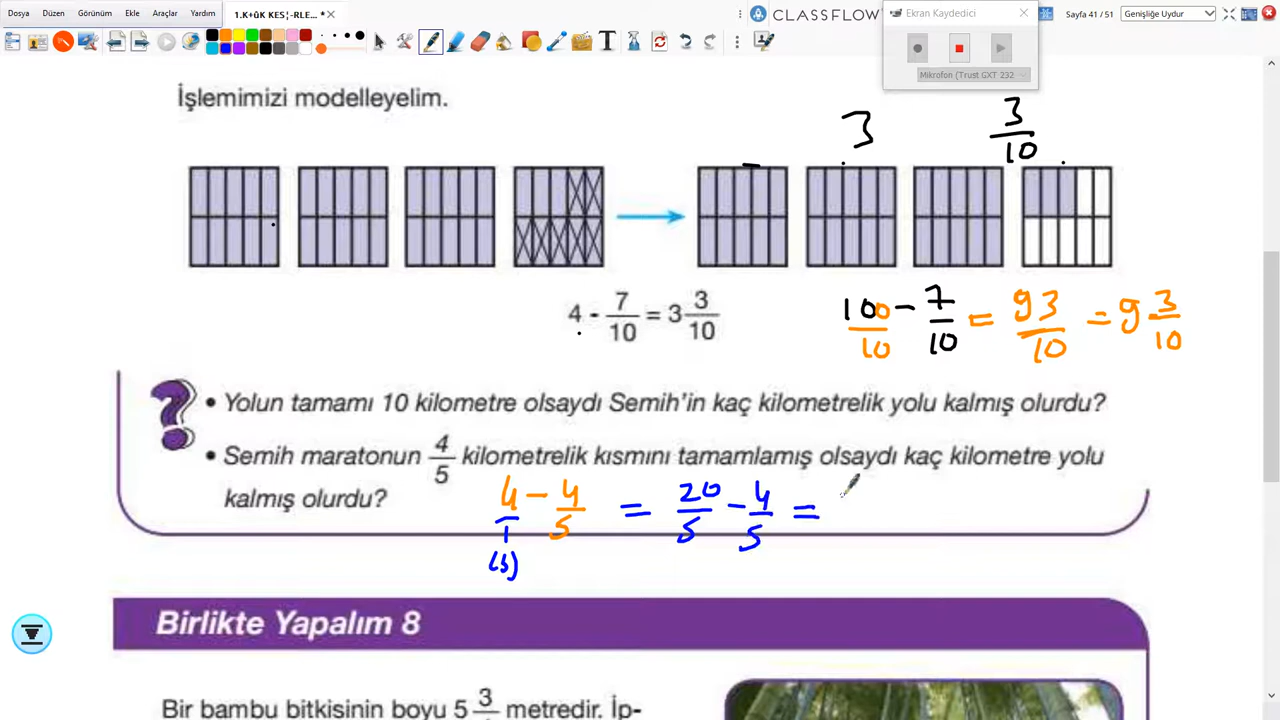 Dosya Düzen Görünüm Ekle Araçlar Yardım
1.K+ûK KES¦-RLE... *
CLASSFLOW
Ekran Kaydedici
Sayfa 41 / 51
Genişliğe Uydur
Mikrofon (Trust GXT 232
İşlemimizi modelleyelim.
3 3/10
4 - 7/10 = 3 3/10
100/10 - 7/10 = 93/10 = 9 3/10
• Yolun tamamı 10 kilometre olsaydı Semih'in kaç kilometrelik yolu kalmış olurdu?
• Semih maratonun 4/5 kilometrelik kısmını tamamlamış olsaydı kaç kilometre yolu
kalmış olurdu?
4/1 - 4/5 = 20/5 - 4/5 =
(5)
Birlikte Yapalım 8
Bir bambu bitkisinin boyu 5 3/ metredir. İp-